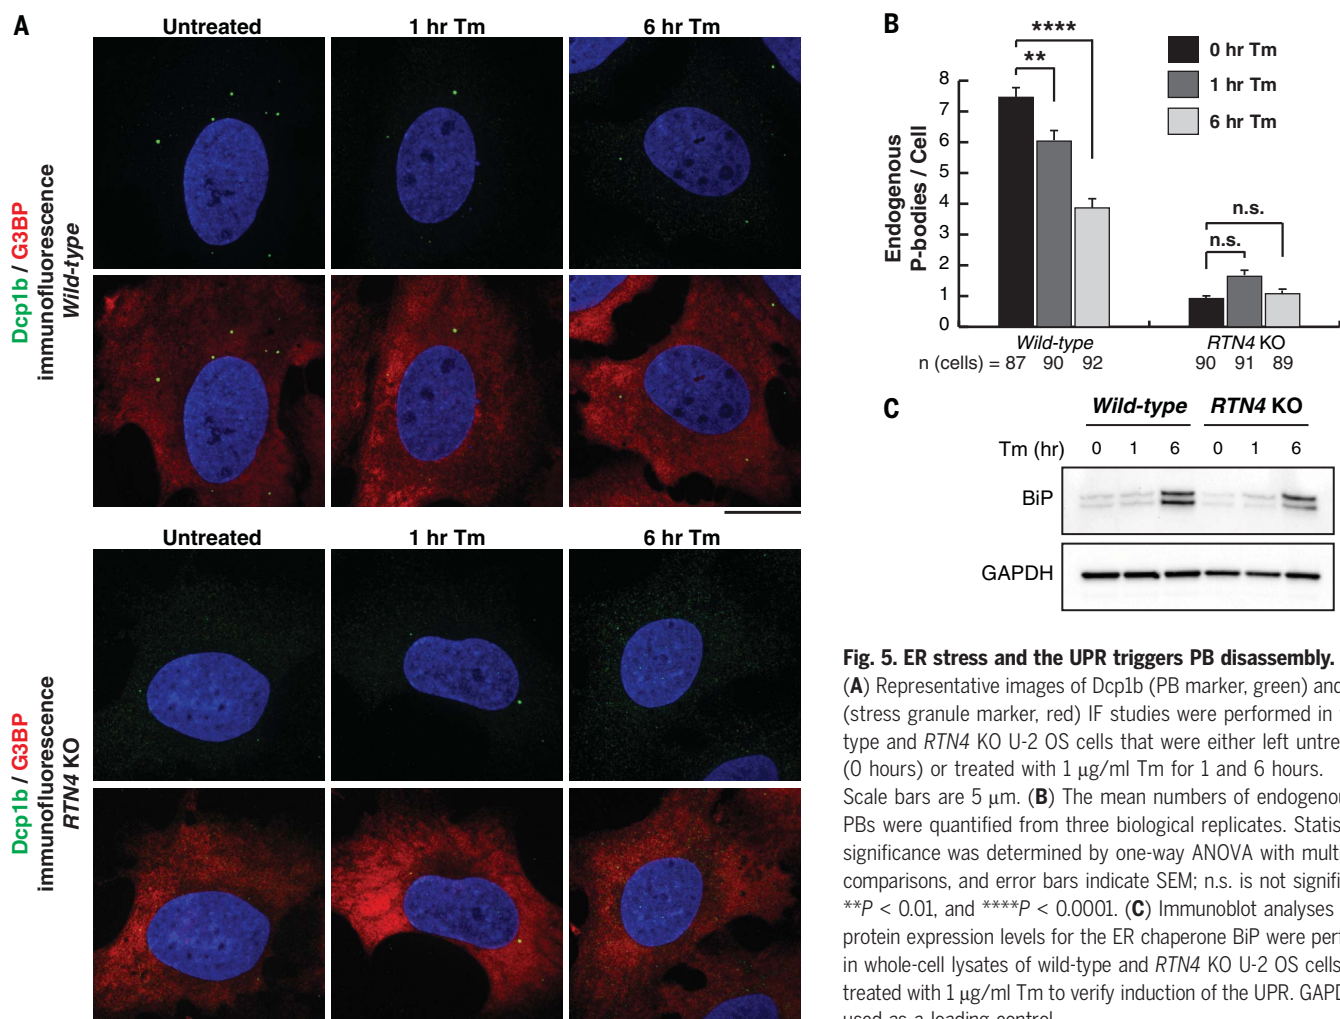 A
Untreated
1 hr Tm
6 hr Tm
Dcp1b / G3BP
immunofluorescence
Wild-type
Untreated
1 hr Tm
6 hr Tm
Dcp1b / G3BP
immunofluorescence
RTN4 KO
B
****
**
0 hr Tm
1 hr Tm
6 hr Tm
Endogenous
P-bodies / Cell
8
7
6
5
4
3
2
1
0
n.s.
n.s.
Wild-type
RTN4 KO
n (cells) = 87 90 92 90 91 89
C
Wild-type RTN4 KO
Tm (hr) 0 1 6 0 1 6
BiP
GAPDH
Fig. 5. ER stress and the UPR triggers PB disassembly.
(A) Representative images of Dcp1b (PB marker, green) and
(stress granule marker, red) IF studies were performed in
type and RTN4 KO U-2 OS cells that were either left untre
(0 hours) or treated with 1 μg/ml Tm for 1 and 6 hours.
Scale bars are 5 μm. (B) The mean numbers of endogeno
PBs were quantified from three biological replicates. Statis
significance was determined by one-way ANOVA with mult
comparisons, and error bars indicate SEM; n.s. is not signifi
**P < 0.01, and ****P < 0.0001. (C) Immunoblot analyses
protein expression levels for the ER chaperone BiP were perf
in whole-cell lysates of wild-type and RTN4 KO U-2 OS cells
treated with 1 μg/ml Tm to verify induction of the UPR. GAPD
used as a loading control